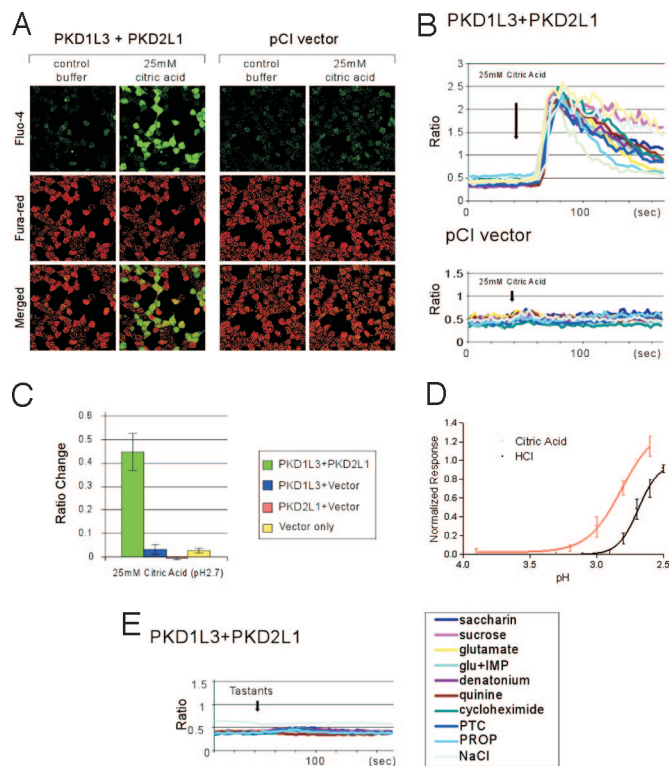 A
PKD1L3 + PKD2L1
pCI vector
control buffer
25mM citric acid
control buffer
25mM citric acid
Fluo-4
Fura-red
Merged
B
PKD1L3+PKD2L1
25mM Citric Acid
Ratio
3
2.5
2
1.5
1
0.5
0
100
(sec)
pCI vector
25mM Citric Acid
Ratio
1.5
1
0.5
0
100
(sec)
C
Ratio Change
0.6
0.5
0.4
0.3
0.2
0.1
0
25mM Citric Acid (pH2.7)
PKD1L3+PKD2L1
PKD1L3+Vector
PKD2L1+Vector
Vector only
D
Normalized Response
1.4
1.2
1.0
0.8
0.6
0.4
0.2
0.0
Citric Acid
HCl
4.0
3.5
3.0
2.5
pH
E
PKD1L3+PKD2L1
Tastants
Ratio
1.5
1
0.5
0
100
(sec)
saccharin
sucrose
glutamate
glu+IMP
denatonium
quinine
cycloheximide
PTC
PROP
NaCl